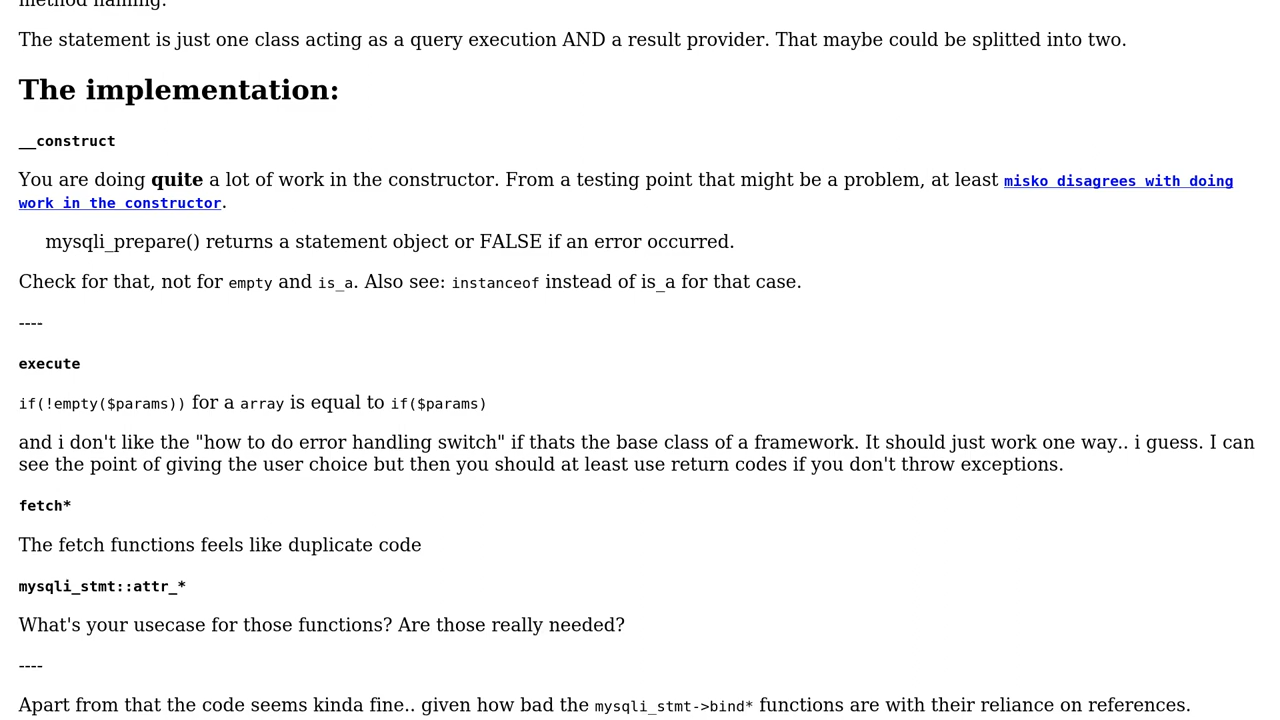 method naming.
The statement is just one class acting as a query execution AND a result provider. That maybe could be splitted into two.
The implementation:
__construct
You are doing quite a lot of work in the constructor. From a testing point that might be a problem, at least misko disagrees with doing
work in the constructor.
mysqli_prepare() returns a statement object or FALSE if an error occurred.
Check for that, not for empty and is_a. Also see: instanceof instead of is_a for that case.
----
execute
if(!empty($params)) for a array is equal to if($params)
and i don't like the "how to do error handling switch" if thats the base class of a framework. It should just work one way.. i guess. I can
see the point of giving the user choice but then you should at least use return codes if you don't throw exceptions.
fetch*
The fetch functions feels like duplicate code
mysqli_stmt::attr_*
What's your usecase for those functions? Are those really needed?
----
Apart from that the code seems kinda fine.. given how bad the mysqli_stmt->bind* functions are with their reliance on references.